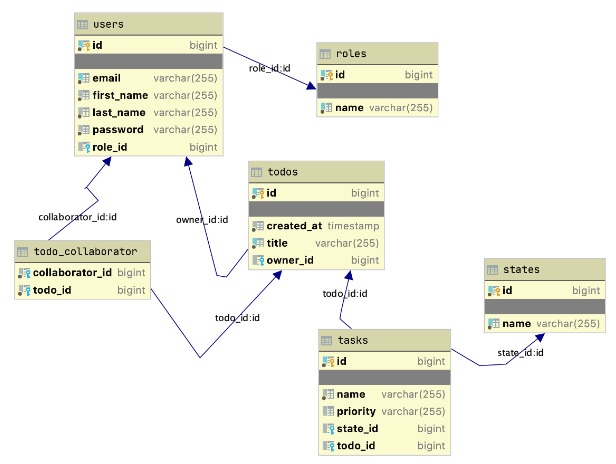 users
id bigint
email varchar(255)
first_name varchar(255)
last_name varchar(255)
password varchar(255)
role_id bigint
role_id:id
roles
id bigint
name varchar(255)
collaborator_id:id
owner_id:id
todos
id bigint
created_at timestamp
title varchar(255)
owner_id bigint
todo_collaborator
collaborator_id bigint
todo_id bigint
todo_id:id
todo_id:id
states
id bigint
name varchar(255)
state_id:id
tasks
id bigint
name varchar(255)
priority varchar(255)
state_id bigint
todo_id bigint